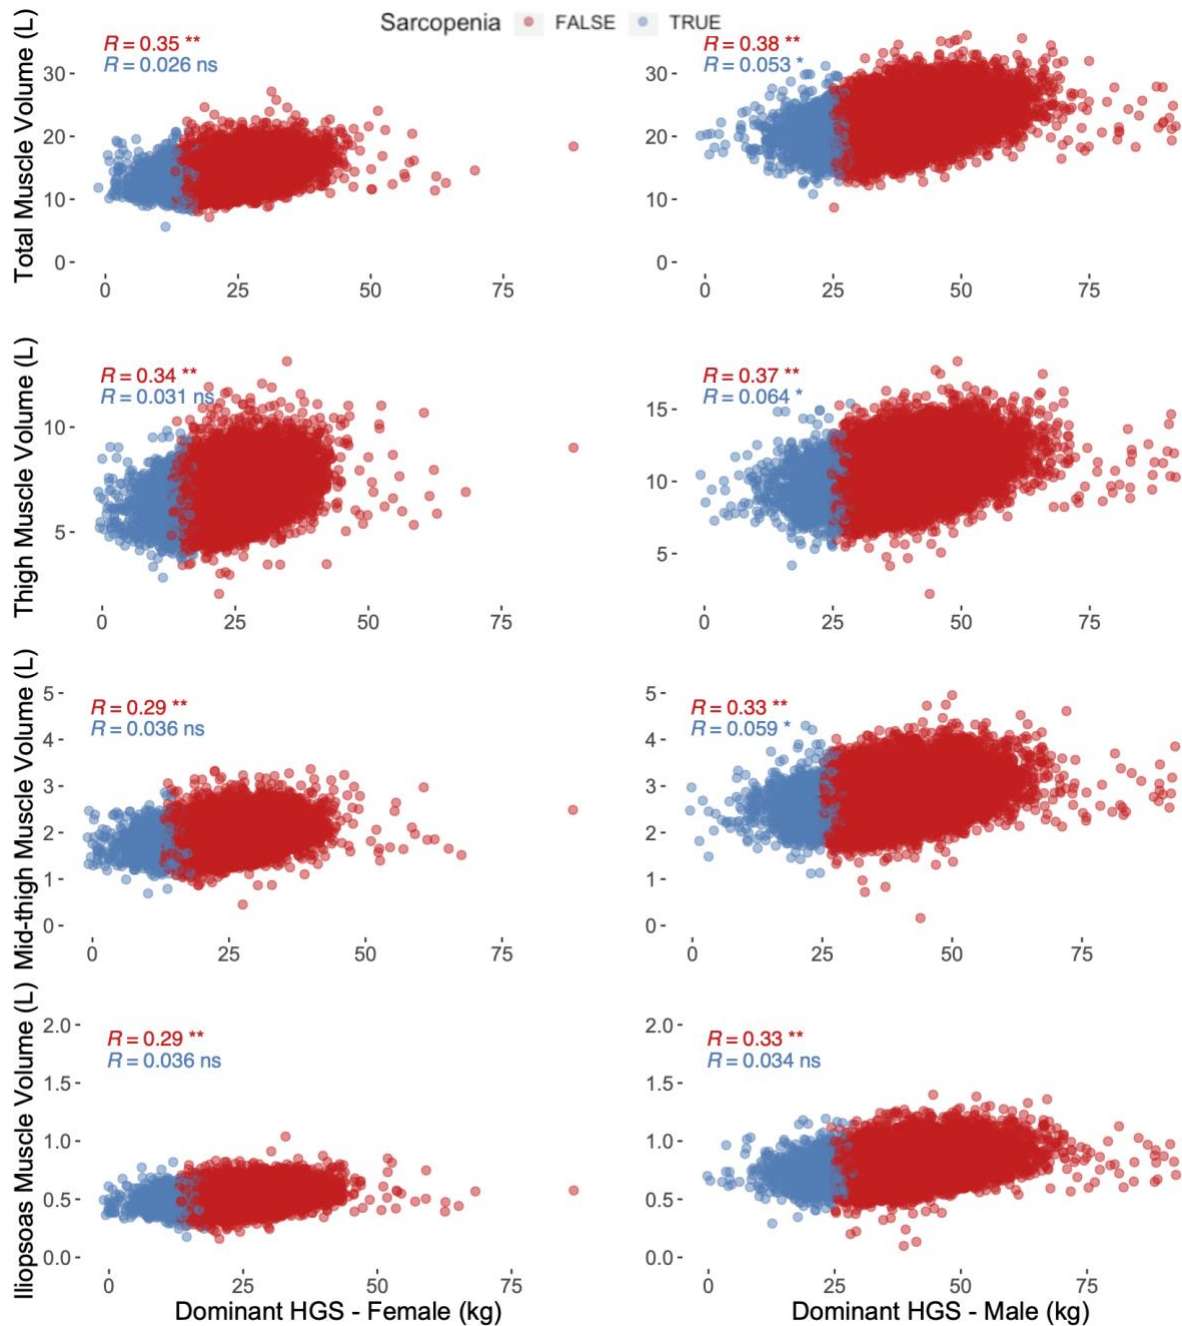 Sarcopenia FALSE TRUE
Total Muscle Volume (L)
R = 0.35 **
R = 0.026 ns
30
20
10
0
0 25 50 75
R = 0.38 **
R = 0.053 *
30
20
10
0
0 25 50 75
Thigh Muscle Volume (L)
R = 0.34 **
R = 0.031 ns
10
5
0 25 50 75
R = 0.37 **
R = 0.064 *
15
10
5
0 25 50 75
Mid-thigh Muscle Volume (L)
5
R = 0.29 **
R = 0.036 ns
4
3
2
1
0
0 25 50 75
5
R = 0.33 **
R = 0.059 *
4
3
2
1
0
0 25 50 75
Iliopsoas Muscle Volume (L)
2.0
R = 0.29 **
R = 0.036 ns
1.5
1.0
0.5
0.0
0 25 50 75
Dominant HGS - Female (kg)
2.0
R = 0.33 **
R = 0.034 ns
1.5
1.0
0.5
0.0
0 25 50 75
Dominant HGS - Male (kg)